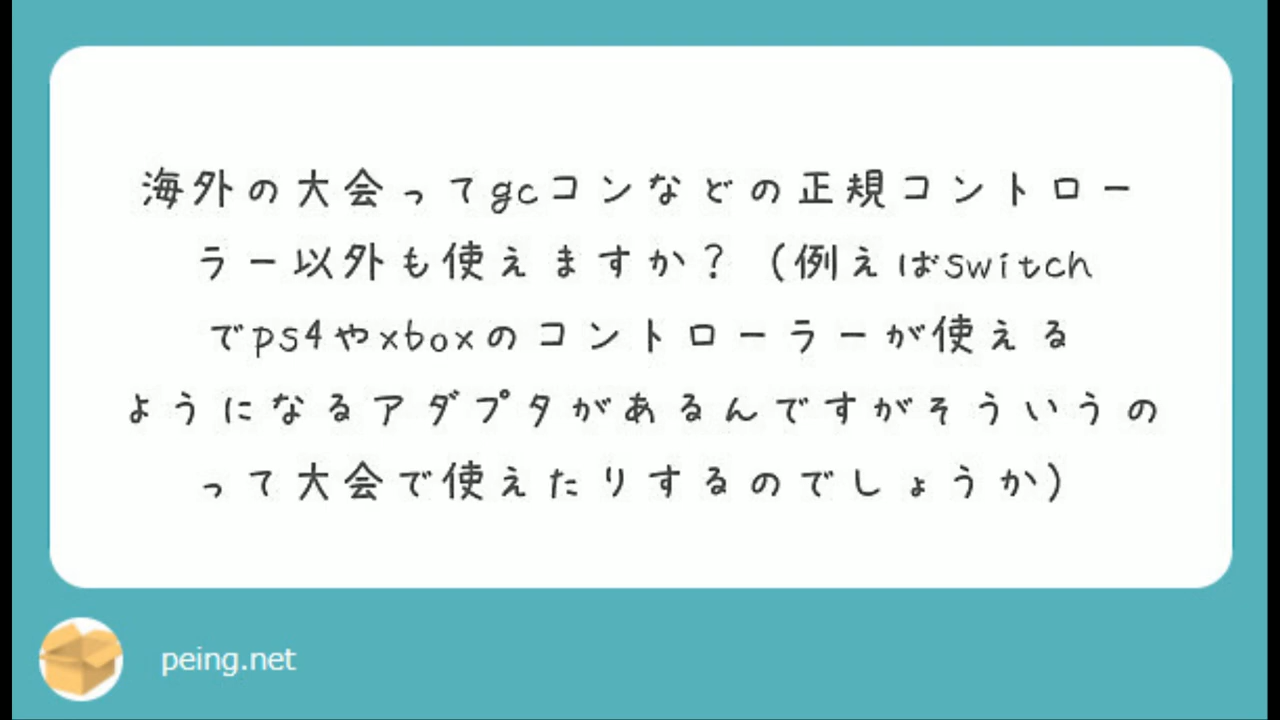 海外の大会ってgcコンなどの正規コントロー
ラー以外も使えますか?(例えばswitch
でps4やxboxのコントローラーが使える
ようになるアダプタがあるんですがそういうの
って大会で使えたりするのでしょうか)
peing.net